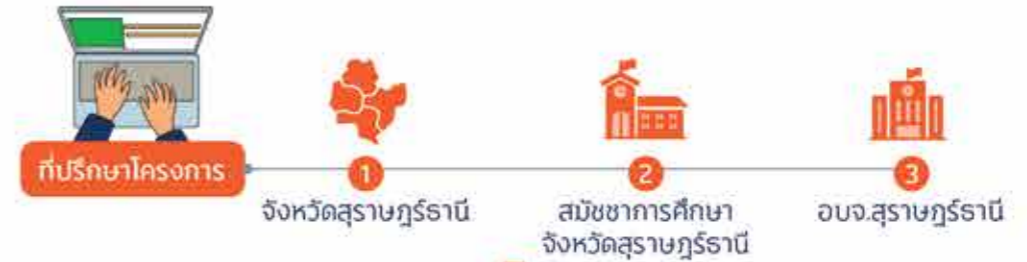 ที่ปรึกษาโครงการ
1
จังหวัดสุราษฎร์ธานี
2
สมัชชาการศึกษา
จังหวัดสุราษฎร์ธานี
3
อบจ.สุราษฎร์ธานี